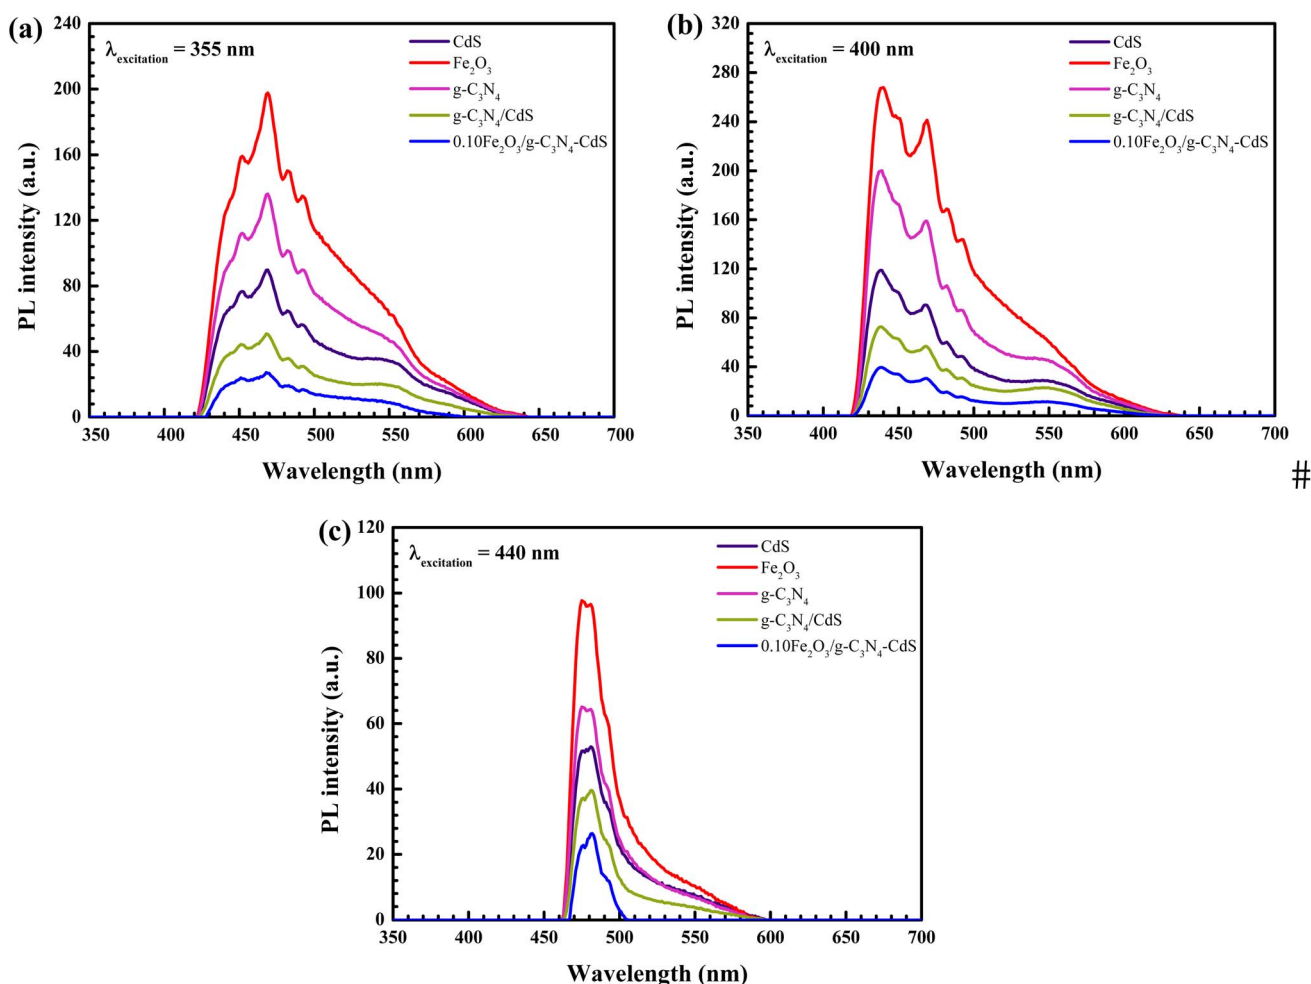 (a)
λexcitation = 355 nm
CdS
Fe2O3
g-C3N4
g-C3N4/CdS
0.10Fe2O3/g-C3N4-CdS
PL intensity (a.u.)
240
200
160
120
80
40
0
350 400 450 500 550 600 650 700
Wavelength (nm)
(b)
λexcitation = 400 nm
CdS
Fe2O3
g-C3N4
g-C3N4/CdS
0.10Fe2O3/g-C3N4-CdS
PL intensity (a.u.)
320
280
240
200
160
120
80
40
0
350 400 450 500 550 600 650 700
Wavelength (nm)
#
(c)
λexcitation = 440 nm
CdS
Fe2O3
g-C3N4
g-C3N4/CdS
0.10Fe2O3/g-C3N4-CdS
PL intensity (a.u.)
120
100
80
60
40
20
0
350 400 450 500 550 600 650 700
Wavelength (nm)